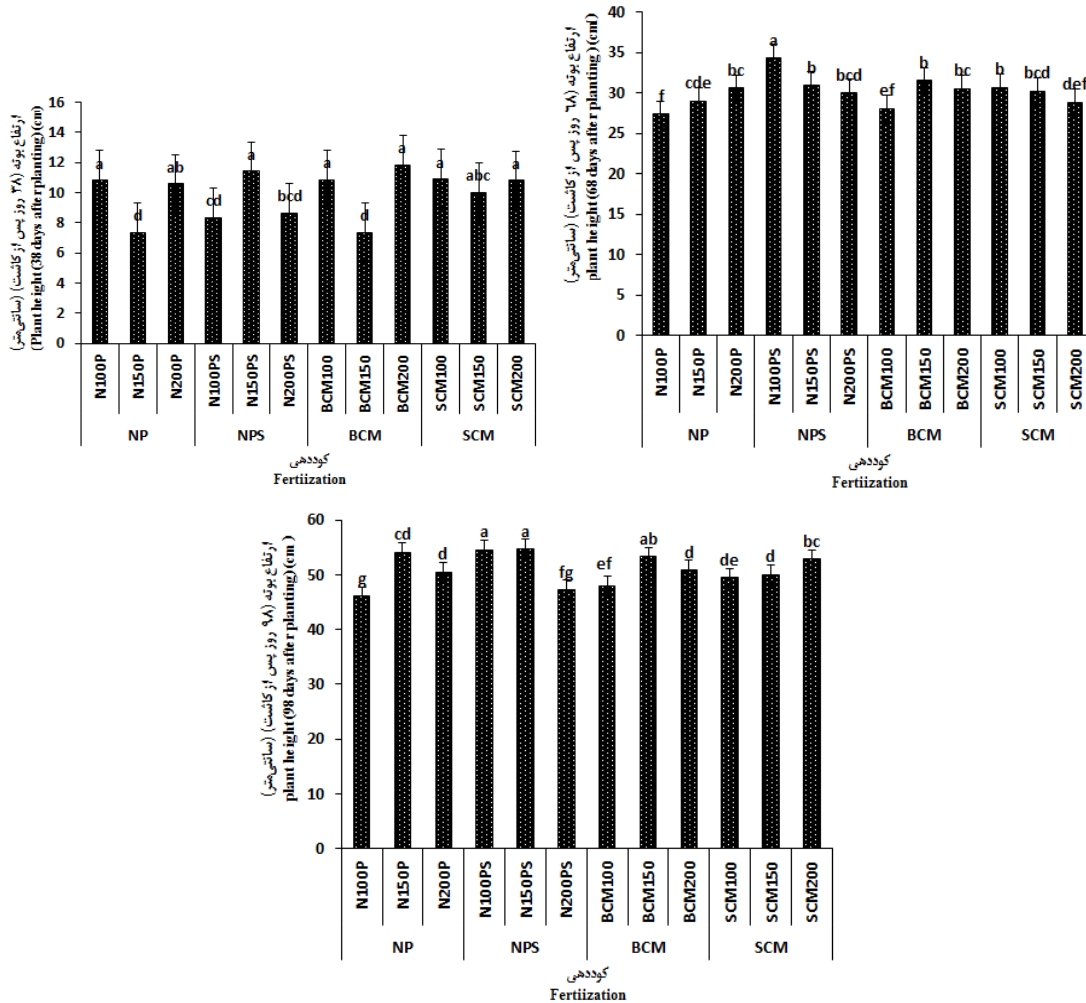 ارتفاع بوته (۳۸ روز پس از کاشت) (سانتی‌متر)
(Plant height (38 days after planting)(cm)
16
14
12
10
8
6
4
2
0
a
d
ab
cd
a
bcd
a
d
a
a
abc
a
N100P
N150P
N200P
N100PS
N150PS
N200PS
BCM100
BCM150
BCM200
SCM100
SCM150
SCM200
NP
NPS
BCM
SCM
کوددهی
Fertiization
ارتفاع بوته (۶۸ روز پس از کاشت) (سانتی‌متر)
plant height (68 days after planting) (cm)
40
35
30
25
20
15
10
5
0
f
cde
bc
a
b
bcd
ef
b
bc
b
bcd
def
N100P
N150P
N200P
N100PS
N150PS
N200PS
BCM100
BCM150
BCM200
SCM100
SCM150
SCM200
NP
NPS
BCM
SCM
کوددهی
Fertiization
ارتفاع بوته (۹۸ روز پس از کاشت) (سانتی‌متر)
plant height (98 days after planting)(cm)
60
50
40
30
20
10
0
g
cd
d
a
a
fg
ef
ab
d
de
d
bc
N100P
N150P
N200P
N100PS
N150PS
N200PS
BCM100
BCM150
BCM200
SCM100
SCM150
SCM200
NP
NPS
BCM
SCM
کوددهی
Fertiization